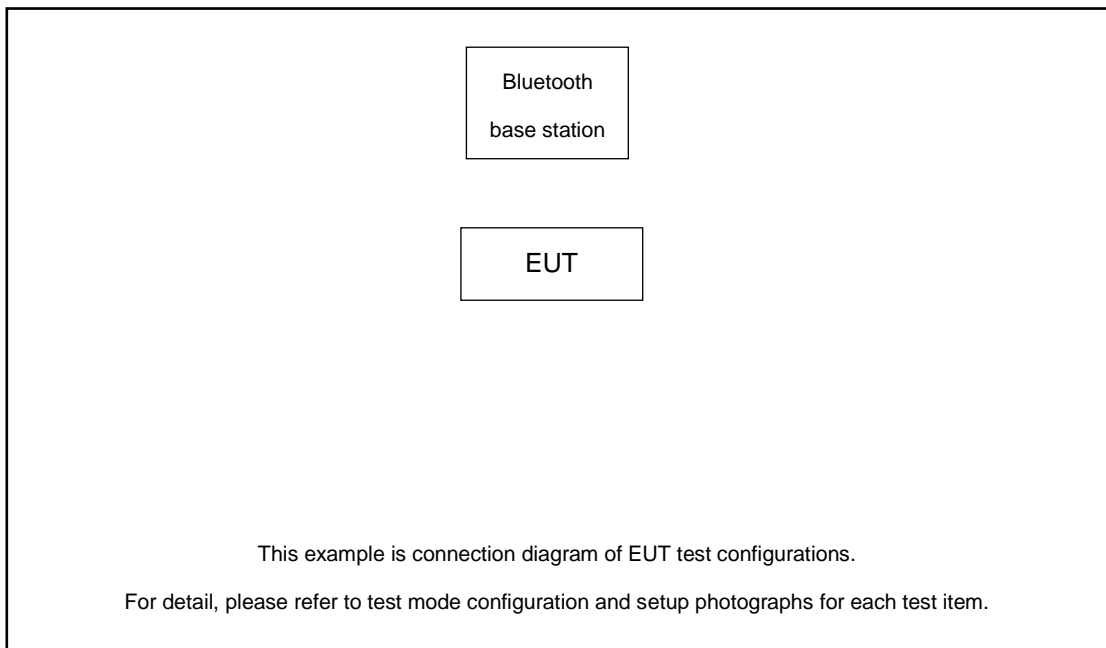 Bluetooth
base station
EUT
This example is connection diagram of EUT test configurations.
For detail, please refer to test mode configuration and setup photographs for each test item.